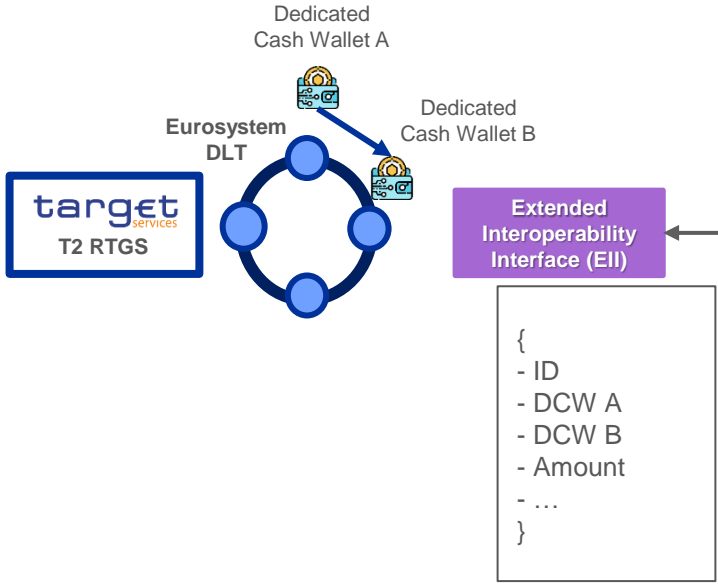 Dedicated
Cash Wallet A
Dedicated
Cash Wallet B
Eurosystem
DLT
target
services
T2 RTGS
Extended
Interoperability
Interface (EII)
{
- ID
- DCW A
- DCW B
- Amount
- …
}